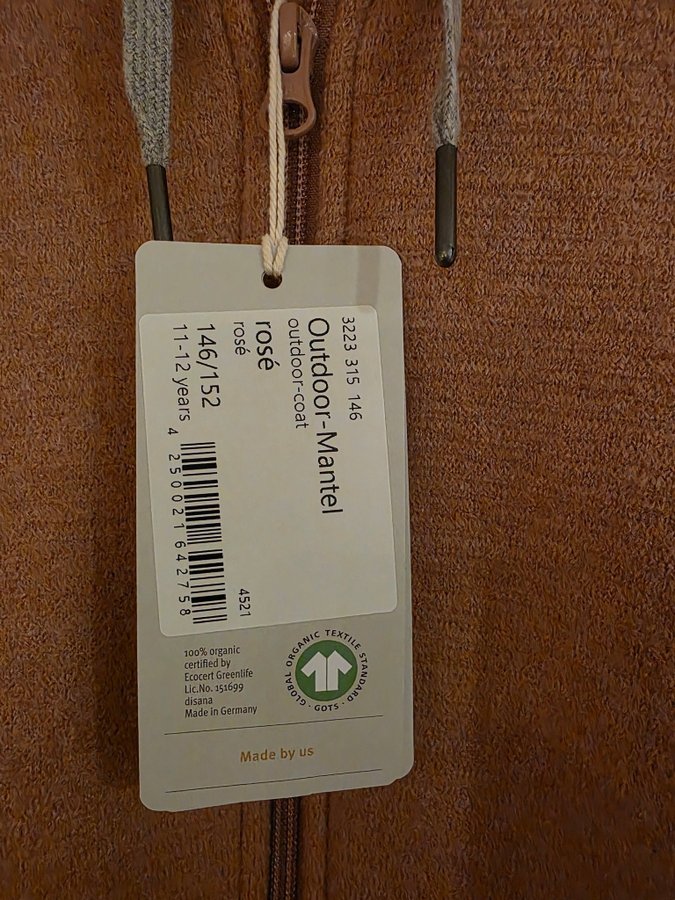 3223 315 146
Outdoor-Mantel
outdoor-coat
rosé
rosé
146/152
11-12 years
4 250021 642758
4521
100% organic
certified by
Ecocert Greenlife
Lic.No. 151699
disana
Made in Germany
GLOBAL ORGANIC TEXTILE STANDARD · GOTS ·
Made by us